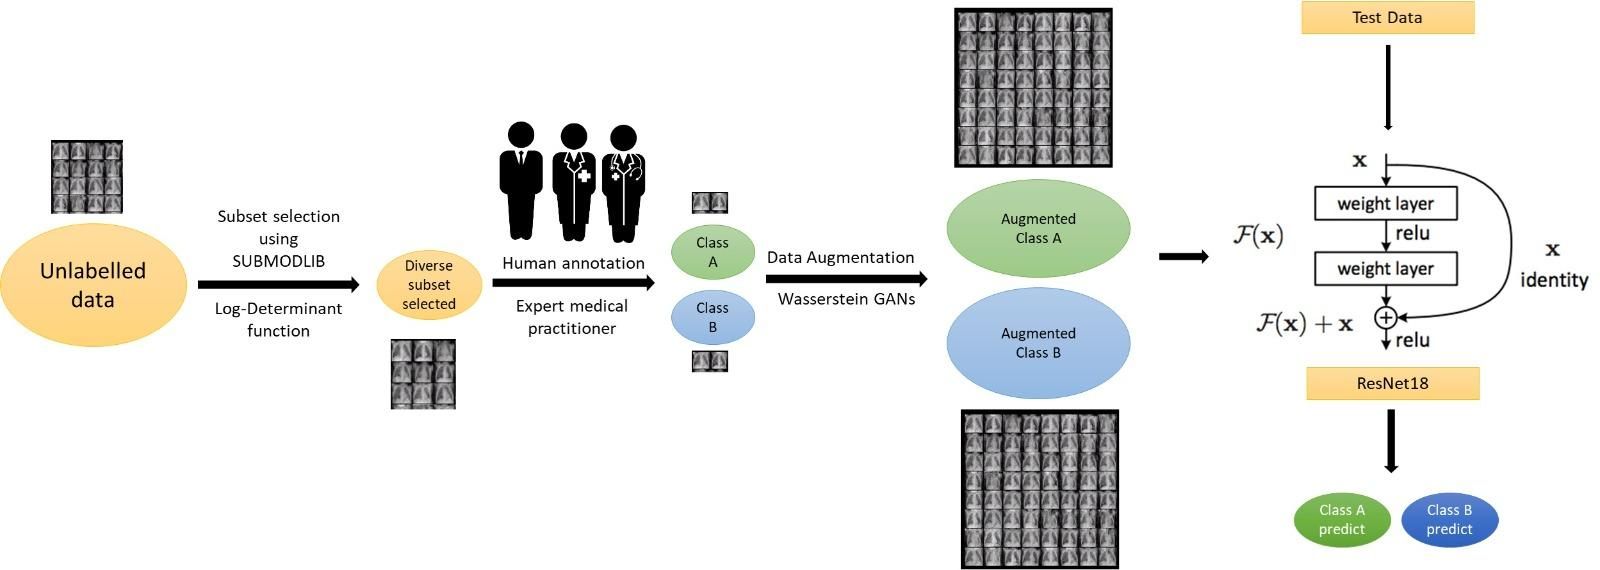 Unlabelled
data
Subset selection
using
SUBMODLIB
Log-Determinant
function
Diverse
subset
selected
Human annotation
Expert medical
practitioner
Class
A
Class
B
Data Augmentation
Wasserstein GANs
Augmented
Class A
Augmented
Class B
Test Data
x
weight layer
F(x)
relu
weight layer
x
identity
F(x) + x
relu
ResNet18
Class A
predict
Class B
predict